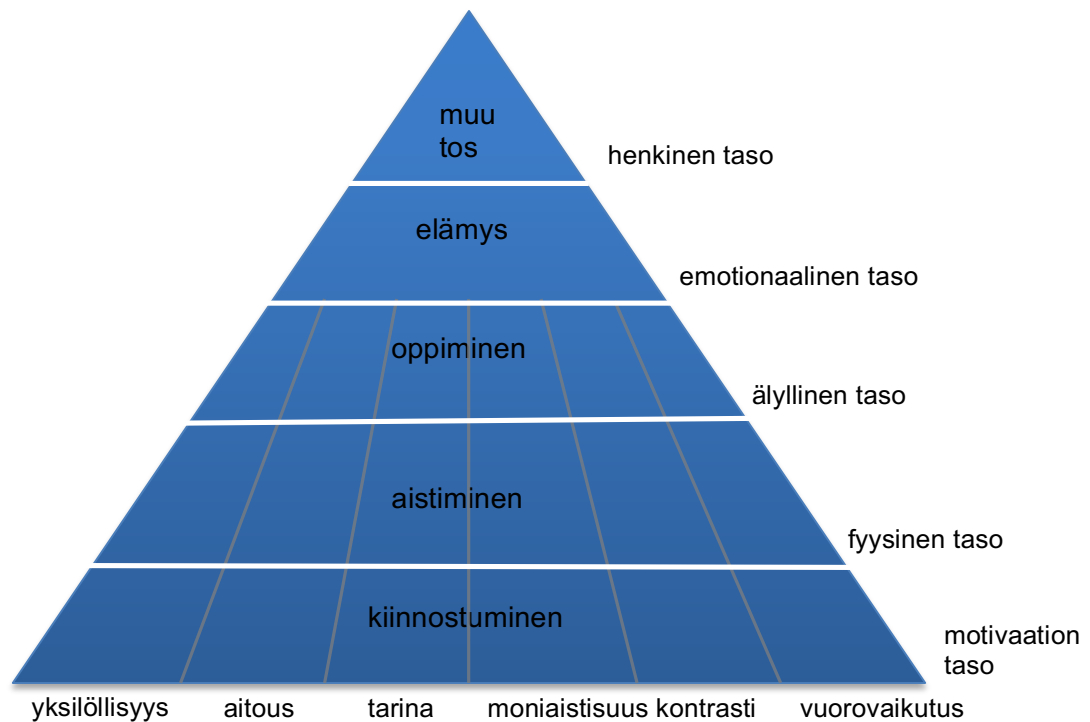 muu
tos
henkinen taso
elämys
emotionaalinen taso
oppiminen
älyllinen taso
aistiminen
fyysinen taso
kiinnostuminen
motivaation
taso
yksilöllisyys aitous tarina moniaistisuus kontrasti vuorovaikutus